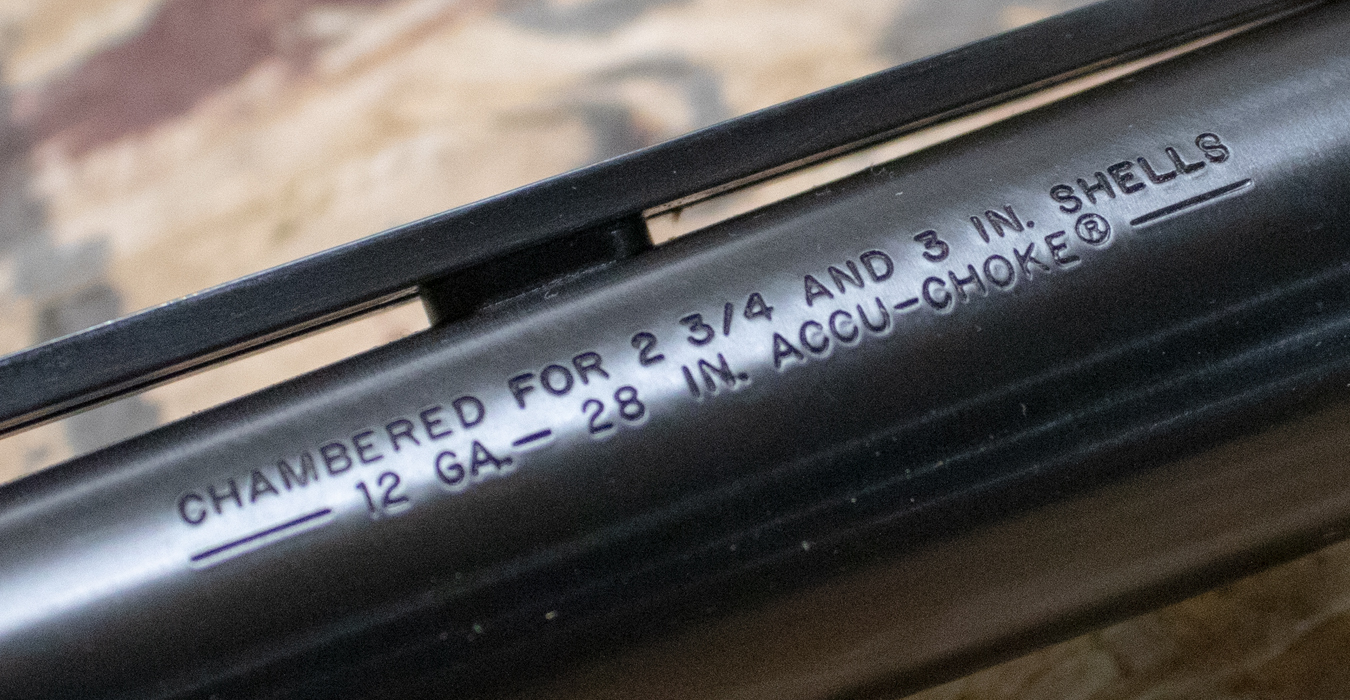 CHAMBERED FOR 2 3/4 AND 3 IN. SHELLS
12 GA.— 28 IN. ACCU-CHOKE®